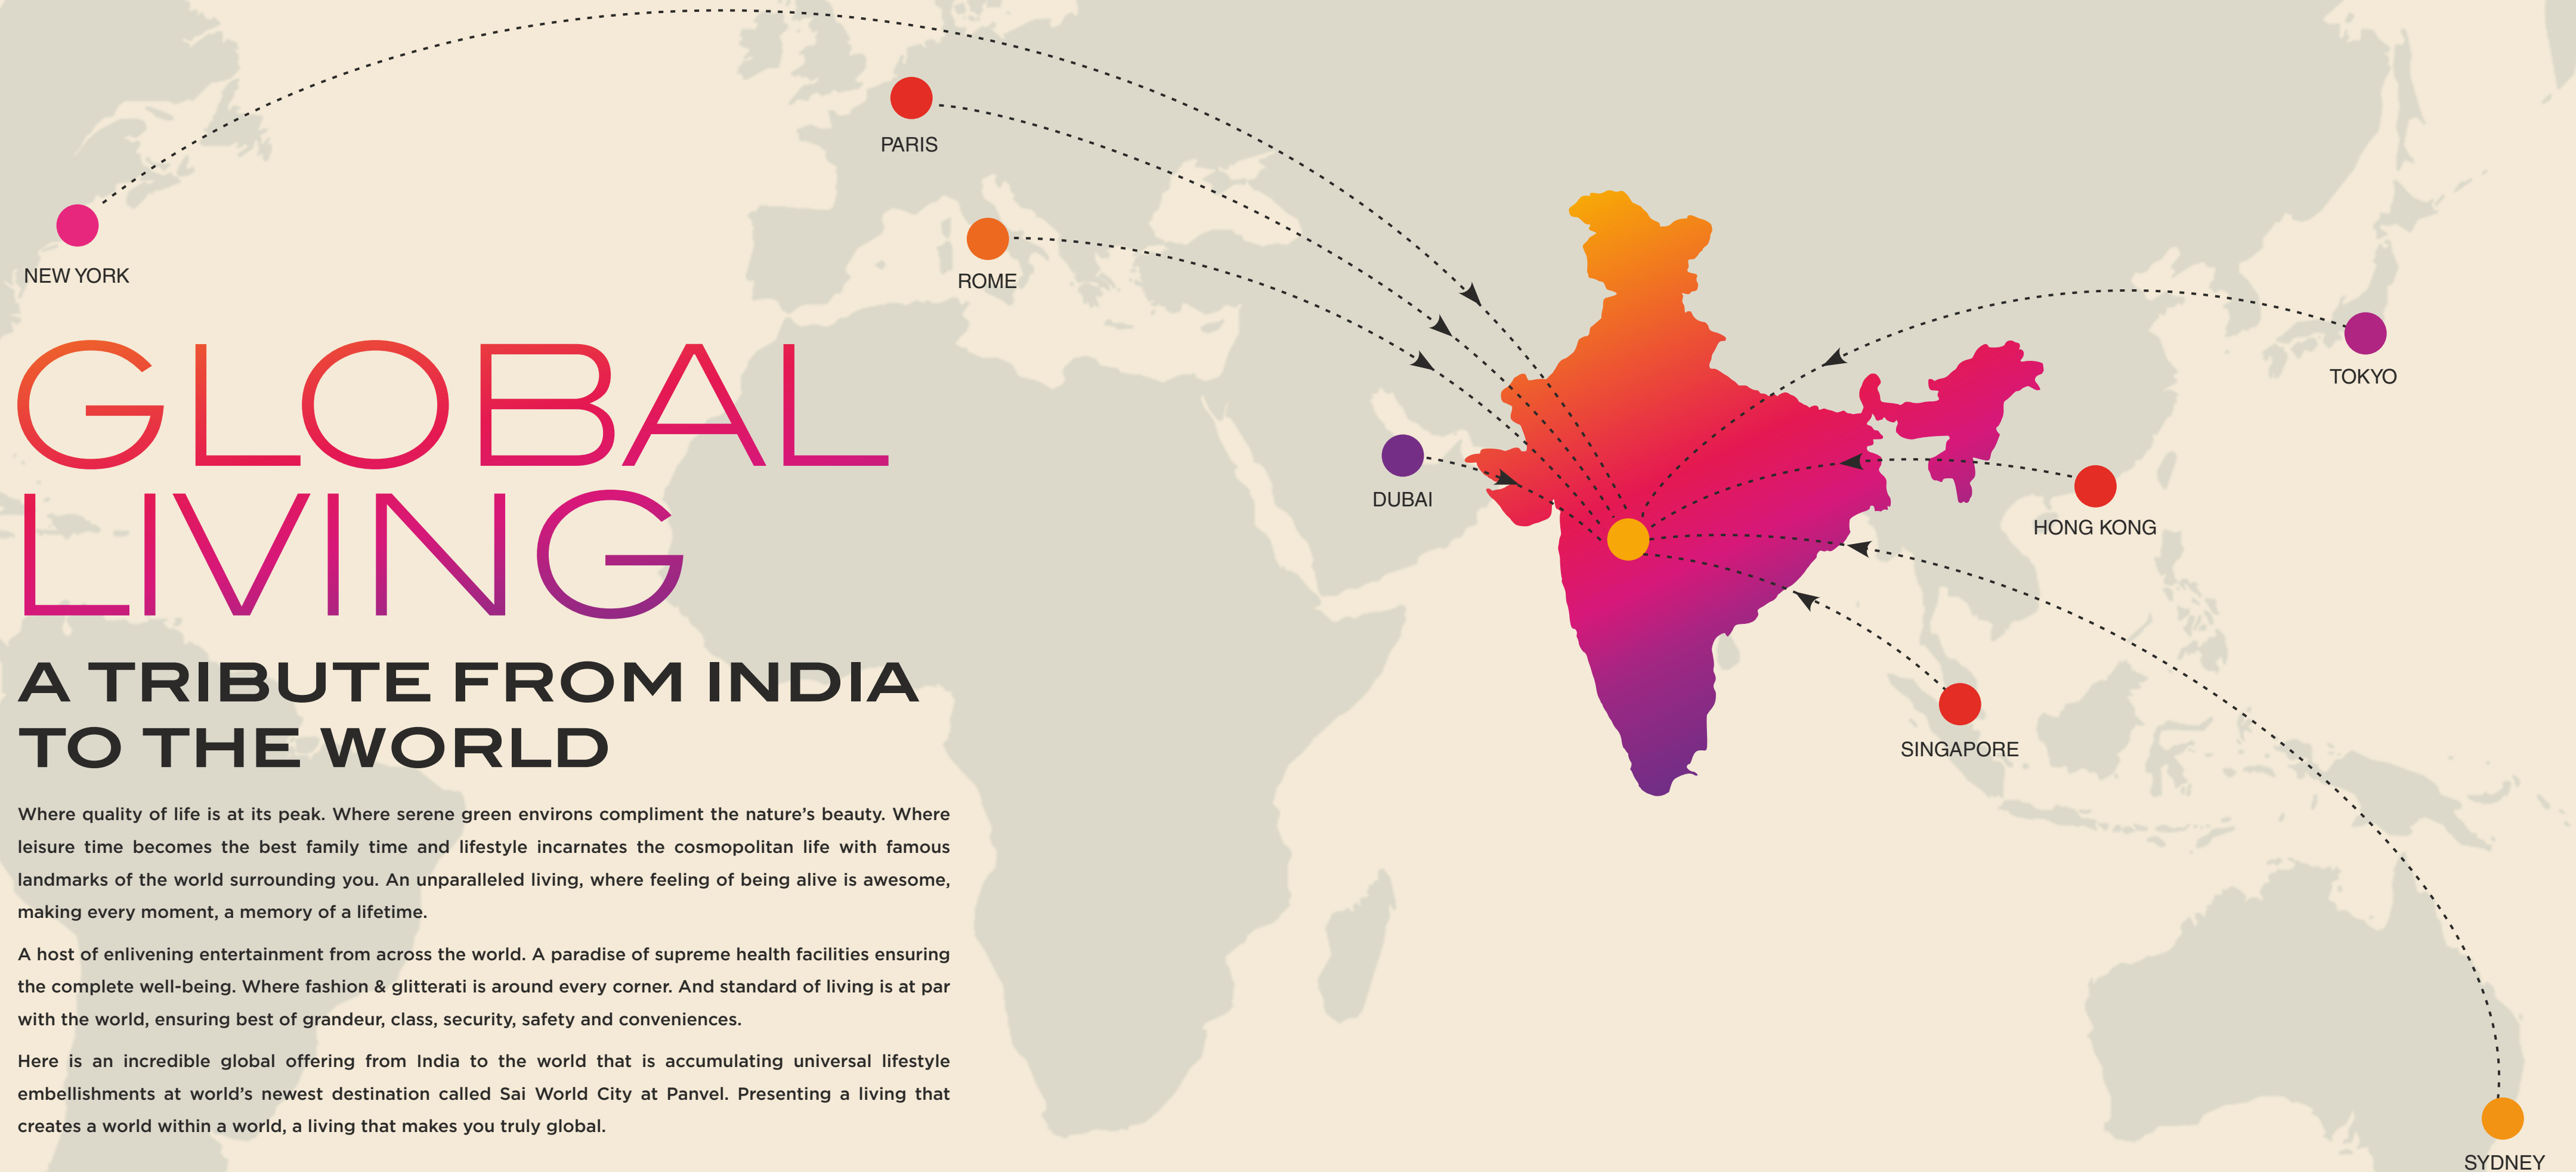 PARIS
NEW YORK
ROME
TOKYO
DUBAI
HONG KONG
SINGAPORE
SYDNEY
GLOBAL
LIVING
A TRIBUTE FROM INDIA
TO THE WORLD
Where quality of life is at its peak. Where serene green environs compliment the nature’s beauty. Where
leisure time becomes the best family time and lifestyle incarnates the cosmopolitan life with famous
landmarks of the world surrounding you. An unparalleled living, where feeling of being alive is awesome,
making every moment, a memory of a lifetime.
A host of enlivening entertainment from across the world. A paradise of supreme health facilities ensuring
the complete well-being. Where fashion & glitterati is around every corner. And standard of living is at par
with the world, ensuring best of grandeur, class, security, safety and conveniences.
Here is an incredible global offering from India to the world that is accumulating universal lifestyle
embellishments at world’s newest destination called Sai World City at Panvel. Presenting a living that
creates a world within a world, a living that makes you truly global.